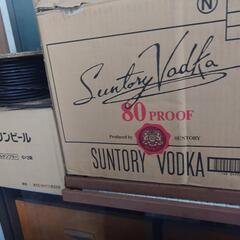 N
Suntory Vodka
80 PROOF
Produced by SUNTORY
SUNTORY VODKA
ンビール